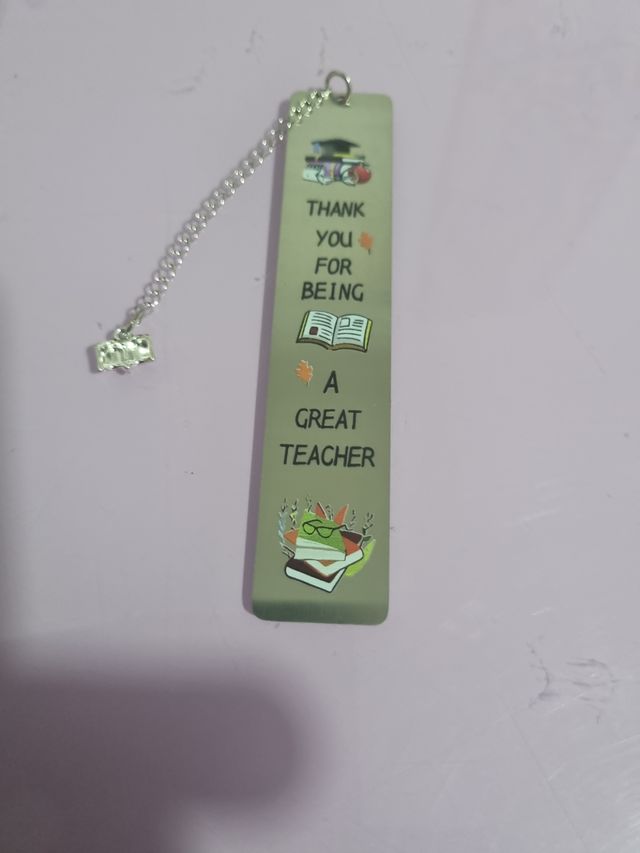 THANK
YOU
FOR
BEING
A
GREAT
TEACHER